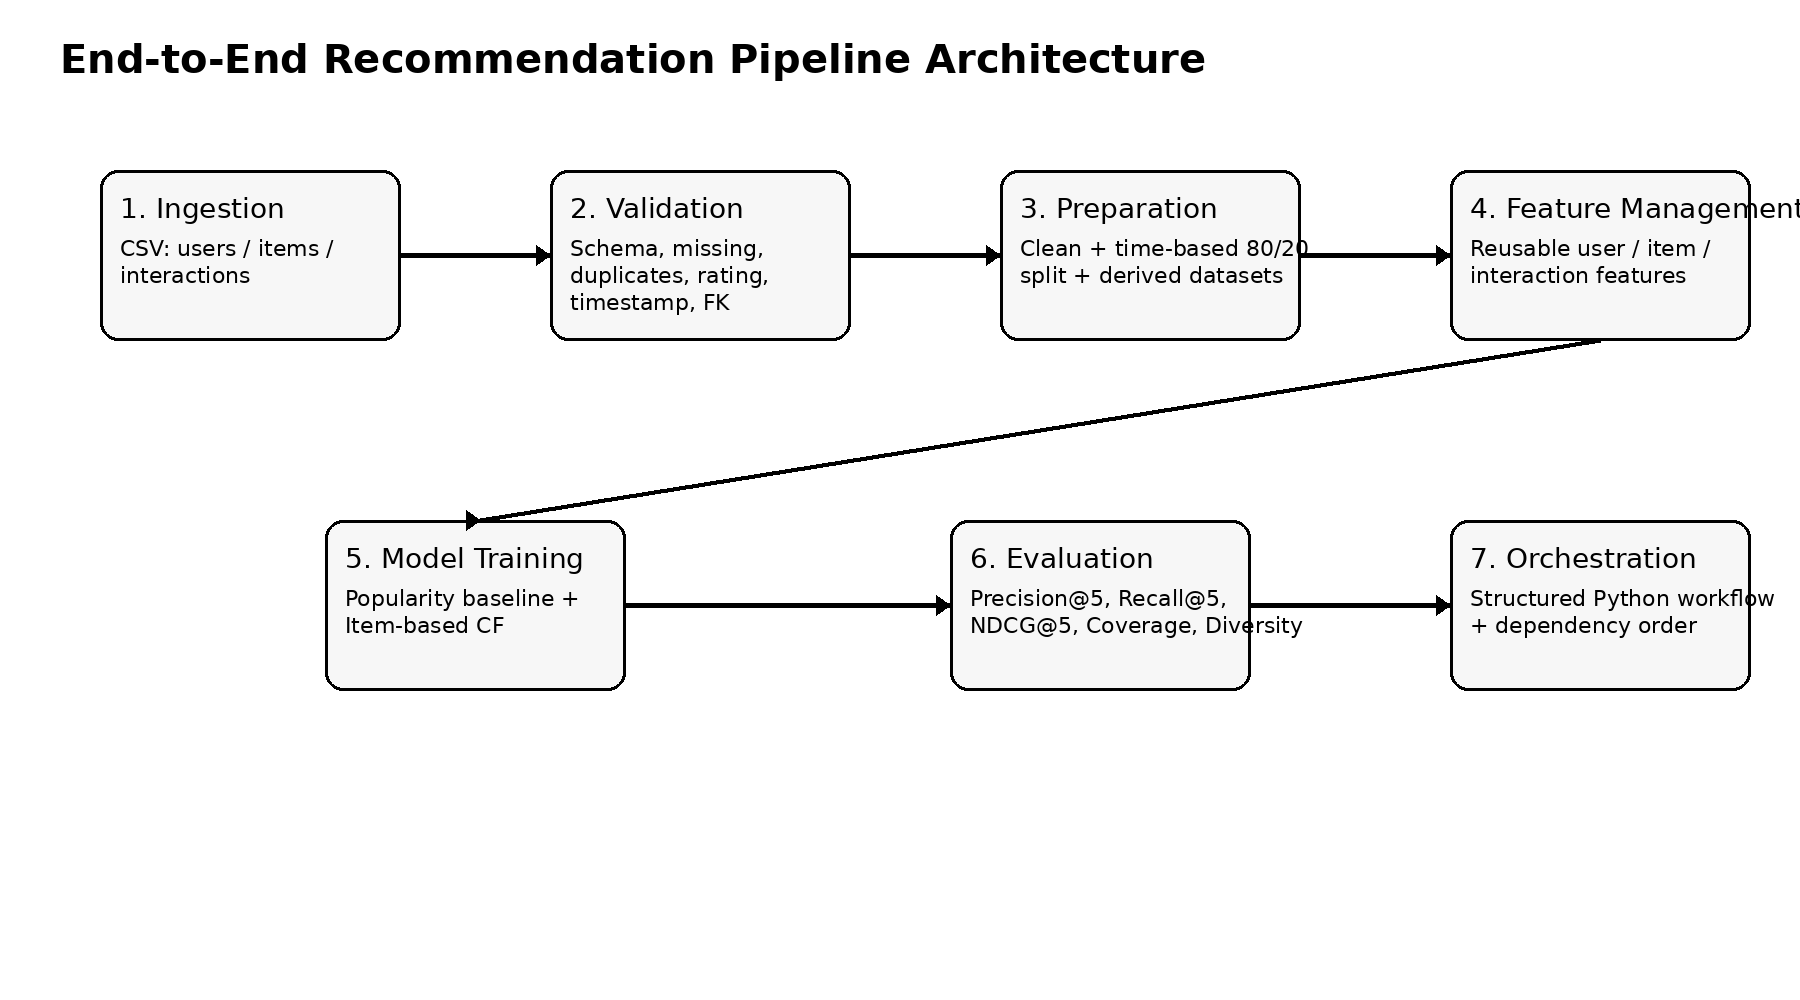 End-to-End Recommendation Pipeline Architecture
1. Ingestion
CSV: users / items /
interactions
2. Validation
Schema, missing,
duplicates, rating,
timestamp, FK
3. Preparation
Clean + time-based 80/20
split + derived datasets
4. Feature Management
Reusable user / item /
interaction features
5. Model Training
Popularity baseline +
Item-based CF
6. Evaluation
Precision@5, Recall@5,
NDCG@5, Coverage, Diversity
7. Orchestration
Structured Python workflow
+ dependency order